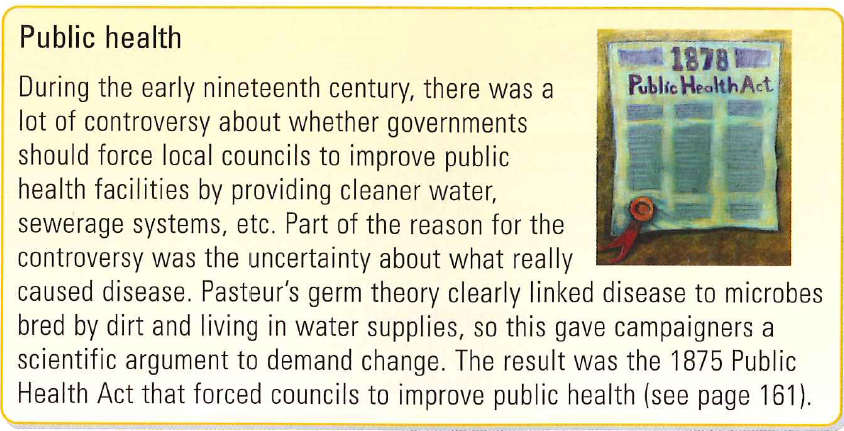 Public health
1878
Public Health Act
During the early nineteenth century, there was a
lot of controversy about whether governments
should force local councils to improve public
health facilities by providing cleaner water,
sewerage systems, etc. Part of the reason for the
controversy was the uncertainty about what really
caused disease. Pasteur's germ theory clearly linked disease to microbes
bred by dirt and living in water supplies, so this gave campaigners a
scientific argument to demand change. The result was the 1875 Public
Health Act that forced councils to improve public health (see page 161).